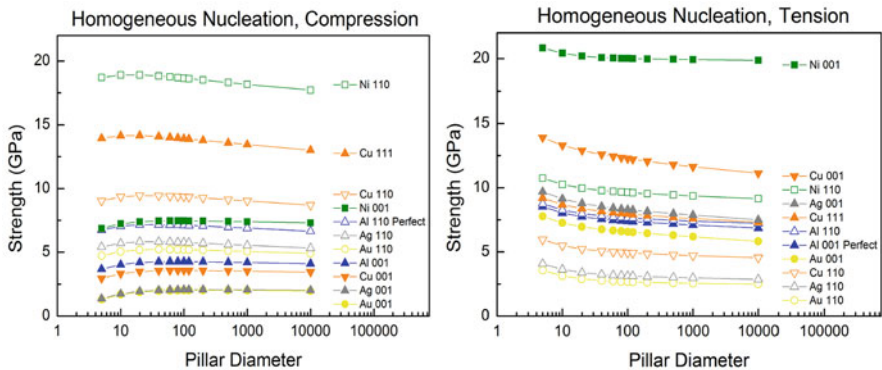 Homogeneous Nucleation, Compression
20
15
10
5
0
Strength (GPa)
1
10
100
1000
10000
100000
Pillar Diameter
Ni 110
Cu 111
Cu 110
Ni 001
Al 110 Perfect
Ag 110
Au 110
Al 001
Cu 001
Ag 001
Au 001
Homogeneous Nucleation, Tension
20
15
10
5
0
Strength (GPa)
1
10
100
1000
10000
100000
Pillar Diameter
Ni 001
Cu 001
Ni 110
Ag 001
Cu 111
Al 110
Al 001 Perfect
Au 001
Cu 110
Ag 110
Au 110